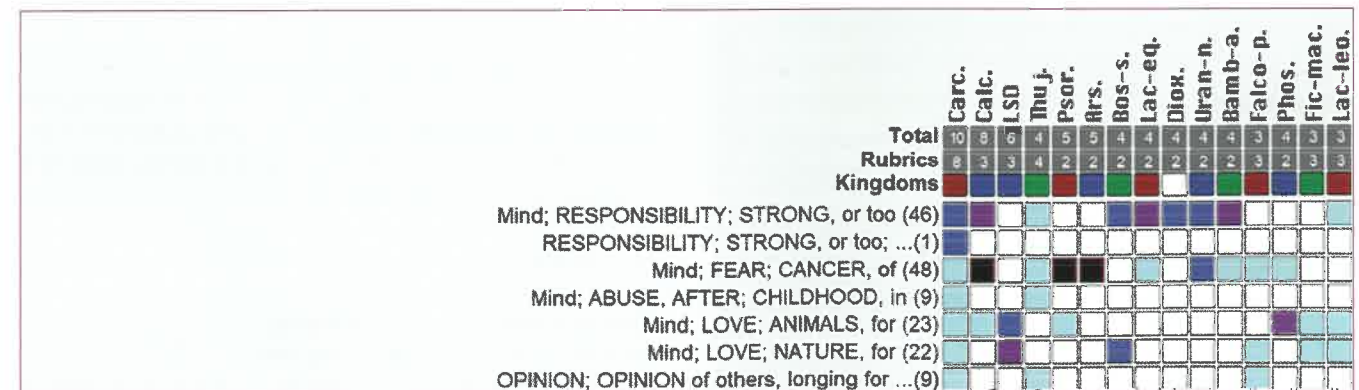 Carc. Calc. LSD Thuj. Psor. Ars. Bos-s. Lac-eq. Diox. Uran-n. Bamb-a. Falco-p. Phos. Fic-mac. Lac-leo.
Total 10 8 6 4 5 5 4 4 4 4 4 3 4 3 3
Rubrics 8 3 3 4 2 2 2 2 2 2 2 3 2 3 3
Kingdoms
Mind; RESPONSIBILITY; STRONG, or too (46)
RESPONSIBILITY; STRONG, or too; ...(1)
Mind; FEAR; CANCER, of (48)
Mind; ABUSE, AFTER; CHILDHOOD, in (9)
Mind; LOVE; ANIMALS, for (23)
Mind; LOVE; NATURE, for (22)
OPINION; OPINION of others, longing for ...(9)